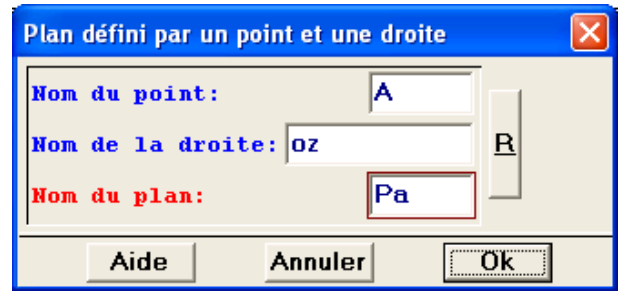 Plan défini par un point et une droite
Nom du point: A
Nom de la droite: oz
R
Nom du plan: Pa
Aide Annuler Ok